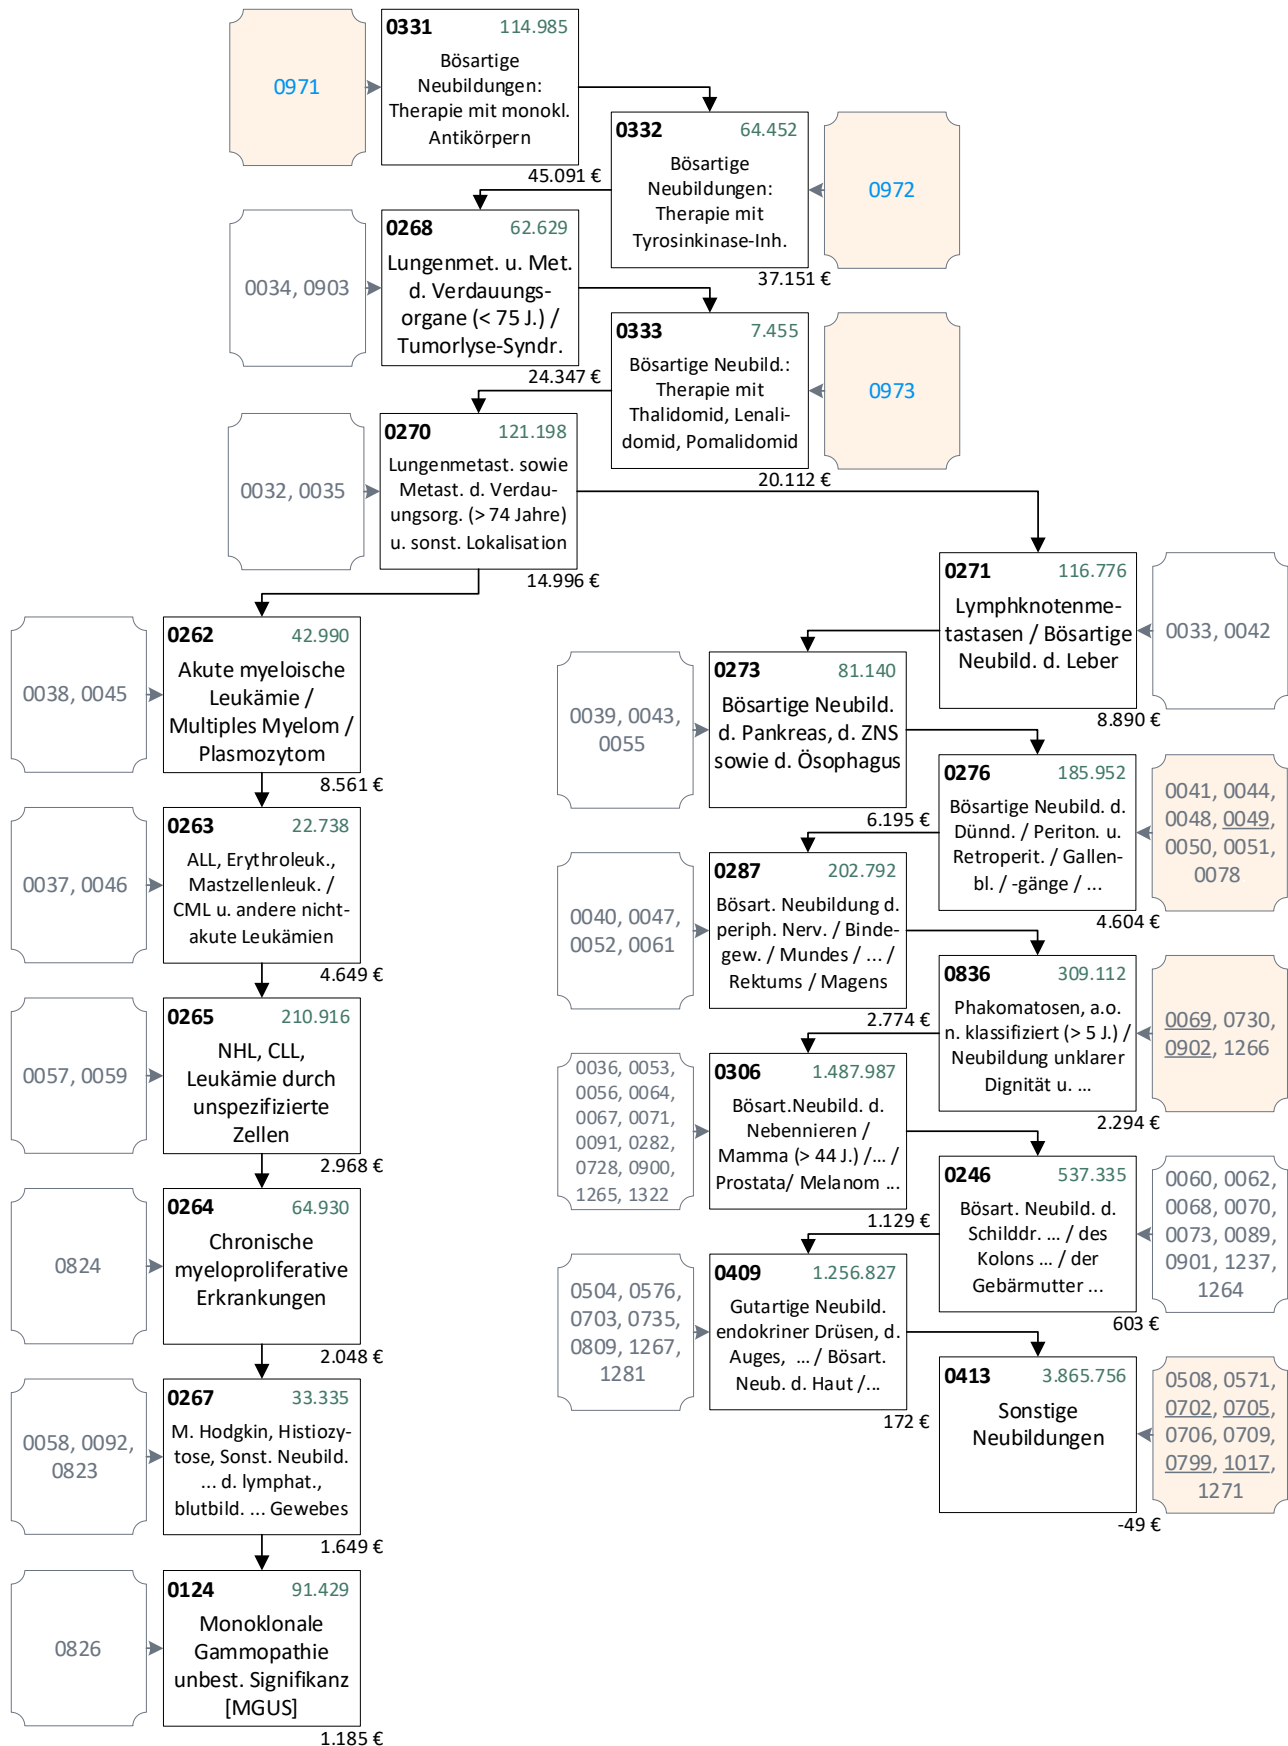 0971
0331 114.985
Bösartige
Neubildungen:
Therapie mit monokl.
Antikörpern
45.091 €
0332 64.452
Bösartige
Neubildungen:
Therapie mit
Tyrosinkinase-Inh.
37.151 €
0972
0034, 0903
0268 62.629
Lungenmet. u. Met.
d. Verdauungs-
organe (< 75 J.) /
Tumorlyse-Syndr.
24.347 €
0333 7.455
Bösartige Neubild.:
Therapie mit
Thalidomid, Lenali-
domid, Pomalidomid
20.112 €
0973
0032, 0035
0270 121.198
Lungenmetast. sowie
Metast. d. Verdau-
ungsorg. (> 74 Jahre)
u. sonst. Lokalisation
14.996 €
0271 116.776
Lymphknotenme-
tastasen / Bösartige
Neubild. d. Leber
8.890 €
0033, 0042
0038, 0045
0262 42.990
Akute myeloische
Leukämie /
Multiples Myelom /
Plasmozytom
8.561 €
0039, 0043,
0055
0273 81.140
Bösartige Neubild.
d. Pankreas, d. ZNS
sowie d. Ösophagus
6.195 €
0276 185.952
Bösartige Neubild. d.
Dünnd. / Periton. u.
Retroperit. / Gallen-
bl. / -gänge / ...
4.604 €
0041, 0044,
0048, 0049,
0050, 0051,
0078
0037, 0046
0263 22.738
ALL, Erythroleuk.,
Mastzellenleuk. /
CML u. andere nicht-
akute Leukämien
4.649 €
0040, 0047,
0052, 0061
0287 202.792
Bösart. Neubildung d.
periph. Nerv. / Binde-
gew. / Mundes / ... /
Rektums / Magens
2.774 €
0836 309.112
Phakomatosen, a.o.
n. klassifiziert (> 5 J.) /
Neubildung unklarer
Dignität u. ...
2.294 €
0069, 0730,
0902, 1266
0057, 0059
0265 210.916
NHL, CLL,
Leukämie durch
unspezifizierte
Zellen
2.968 €
0036, 0053,
0056, 0064,
0067, 0071,
0091, 0282,
0728, 0900,
1265, 1322
0306 1.487.987
Bösart.Neubild. d.
Nebennieren /
Mamma (> 44 J.) /... /
Prostata/ Melanom ...
1.129 €
0246 537.335
Bösart. Neubild. d.
Schilddr. ... / des
Kolons ... / der
Gebärmutter ...
603 €
0060, 0062,
0068, 0070,
0073, 0089,
0901, 1237,
1264
0824
0264 64.930
Chronische
myeloproliferative
Erkrankungen
2.048 €
0504, 0576,
0703, 0735,
0809, 1267,
1281
0409 1.256.827
Gutartige Neubild.
endokriner Drüsen, d.
Auges, ... / Bösart.
Neub. d. Haut /...
172 €
0413 3.865.756
Sonstige
Neubildungen
-49 €
0508, 0571,
0702, 0705,
0706, 0709,
0799, 1017,
1271
0058, 0092,
0823
0267 33.335
M. Hodgkin, Histiozy-
tose, Sonst. Neubild.
... d. lymphat.,
blutbild. ... Gewebes
1.649 €
0826
0124 91.429
Monoklonale
Gammopathie
unbest. Signifikanz
[MGUS]
1.185 €